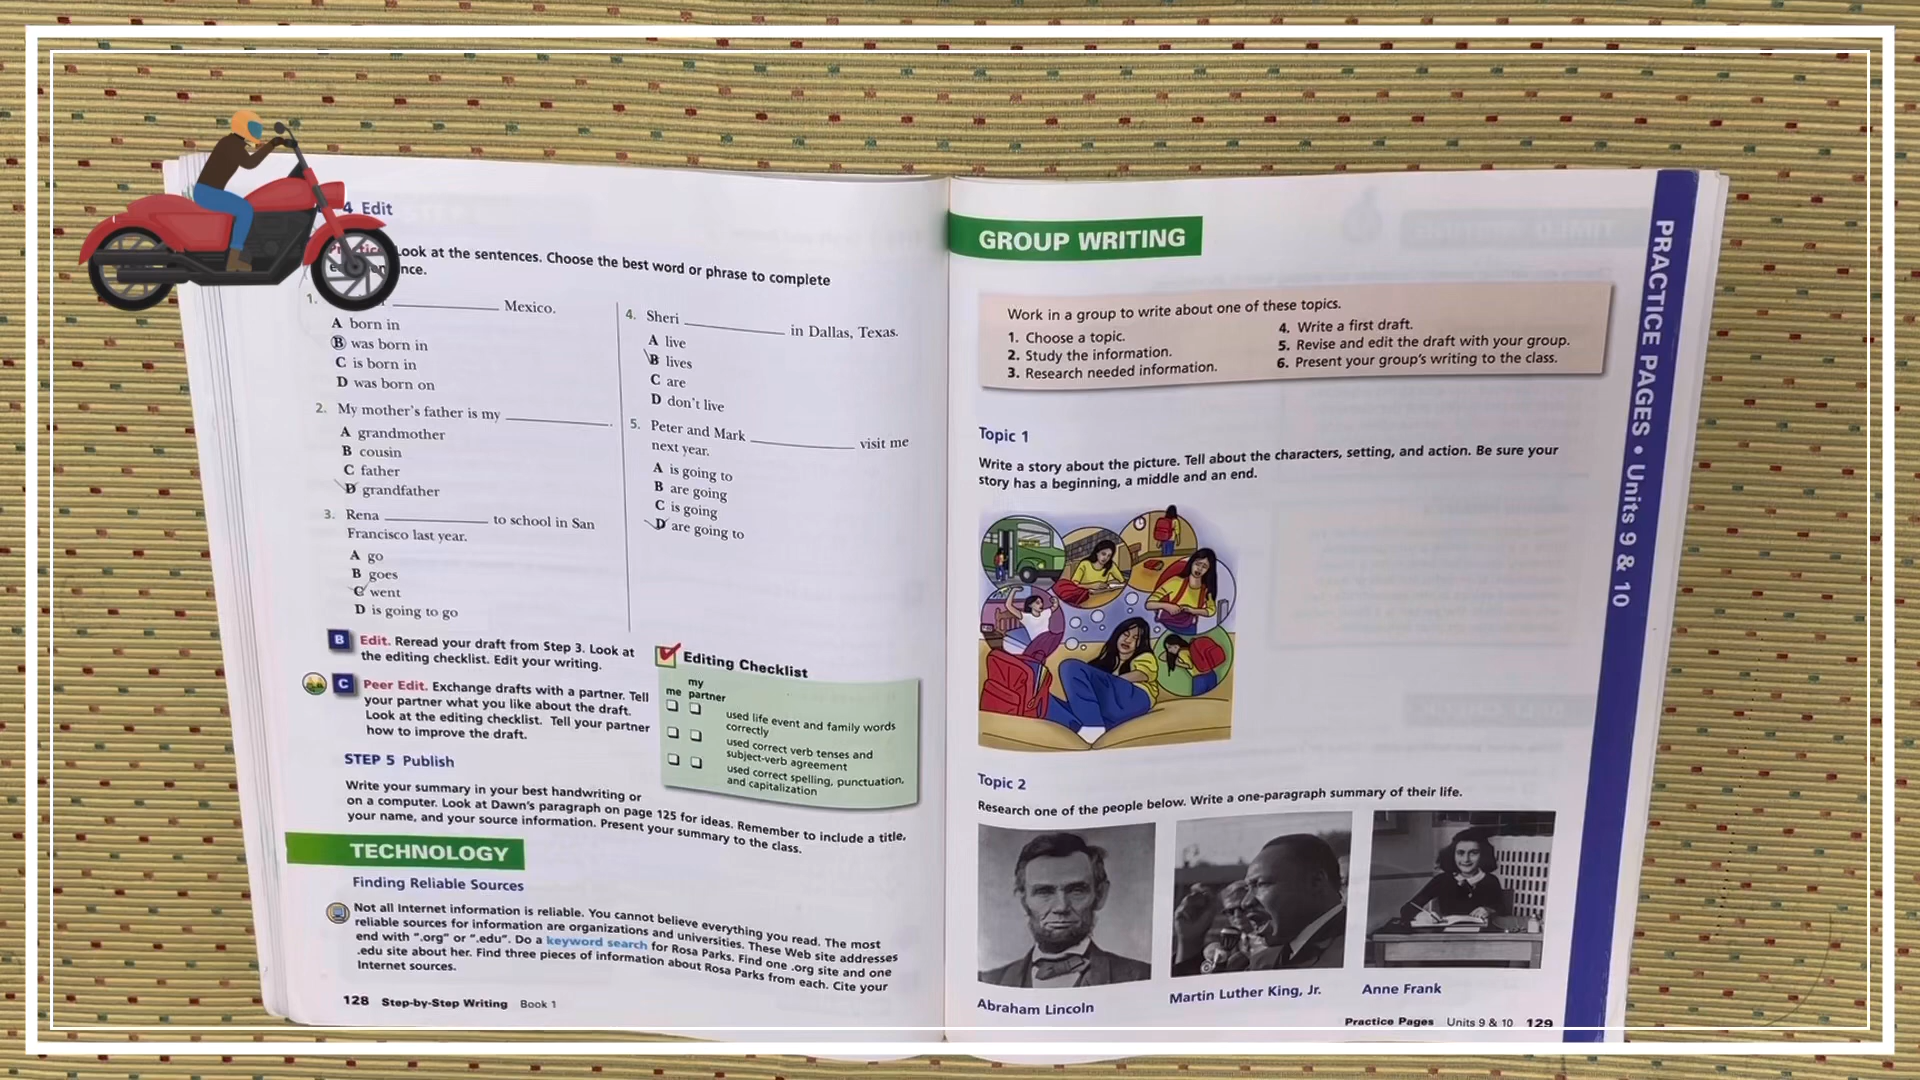 4 Edit
Look at the sentences. Choose the best word or phrase to complete
1. ____________ Mexico.
A born in
B was born in
C is born in
D was born on
2. My mother's father is my ____________.
A grandmother
B cousin
C father
D grandfather
3. Rena ____________ to school in San
Francisco last year.
A go
B goes
C went
D is going to go
4. Sheri ____________ in Dallas, Texas.
A live
B lives
C are
D don't live
5. Peter and Mark ____________ visit me
next year.
A is going to
B are going
C is going
D are going to
B Edit. Reread your draft from Step 3. Look at
the editing checklist. Edit your writing.
C Peer Edit. Exchange drafts with a partner. Tell
your partner what you like about the draft.
Look at the editing checklist. Tell your partner
how to improve the draft.
Editing Checklist
my
me partner
used life event and family words
correctly
used correct verb tenses and
subject-verb agreement
used correct spelling, punctuation,
and capitalization
STEP 5 Publish
Write your summary in your best handwriting or
on a computer. Look at Dawn's paragraph on page 125 for ideas. Remember to include a title,
your name, and your source information. Present your summary to the class.
TECHNOLOGY
Finding Reliable Sources
Not all Internet information is reliable. You cannot believe everything you read. The most
reliable sources for information are organizations and universities. These Web site addresses
end with ".org" or ".edu". Do a keyword search for Rosa Parks. Find one .org site and one
.edu site about her. Find three pieces of information about Rosa Parks from each. Cite your
Internet sources.
128 Step-by-Step Writing Book 1
GROUP WRITING
Work in a group to write about one of these topics.
1. Choose a topic.
2. Study the information.
3. Research needed information.
4. Write a first draft.
5. Revise and edit the draft with your group.
6. Present your group's writing to the class.
Topic 1
Write a story about the picture. Tell about the characters, setting, and action. Be sure your
story has a beginning, a middle and an end.
Topic 2
Research one of the people below. Write a one-paragraph summary of their life.
Abraham Lincoln
Martin Luther King, Jr.
Anne Frank
Practice Pages Units 9 & 10 129
PRACTICE PAGES • Units 9 & 10